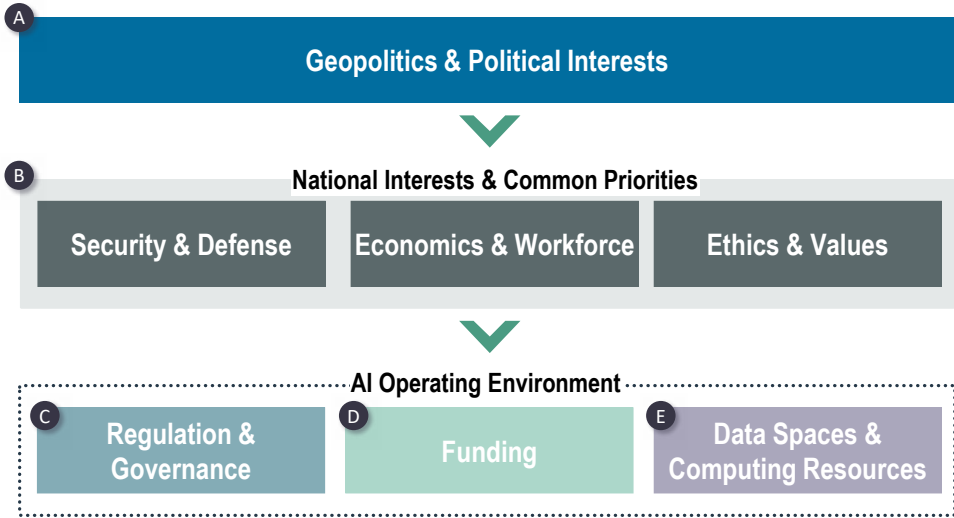 A
Geopolitics & Political Interests
B
National Interests & Common Priorities
Security & Defense
Economics & Workforce
Ethics & Values
AI Operating Environment
C
Regulation &
Governance
D
Funding
E
Data Spaces &
Computing Resources